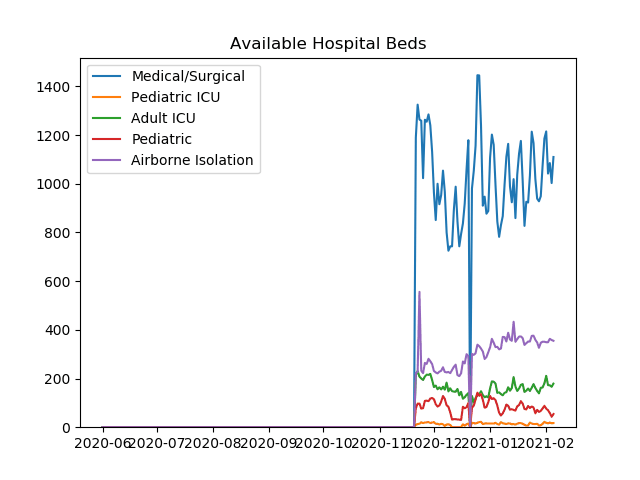 Available Hospital Beds
Medical/Surgical
Pediatric ICU
Adult ICU
Pediatric
Airborne Isolation
1400
1200
1000
800
600
400
200
0
2020-06 2020-07 2020-08 2020-09 2020-10 2020-11 2020-12 2021-01 2021-02